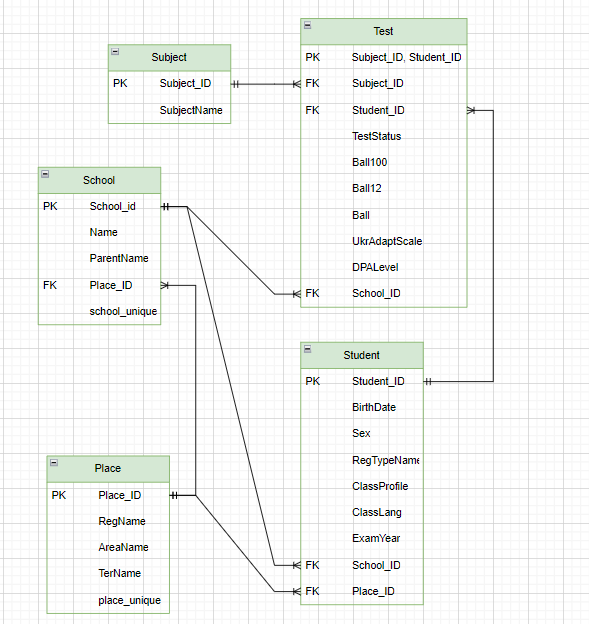 Subject
PK Subject_ID
SubjectName
Test
PK Subject_ID, Student_ID
FK Subject_ID
FK Student_ID
TestStatus
Ball100
Ball12
Ball
UkrAdaptScale
DPALevel
FK School_ID
School
PK School_id
Name
ParentName
FK Place_ID
school_unique
Student
PK Student_ID
BirthDate
Sex
RegTypeName
ClassProfile
ClassLang
ExamYear
FK School_ID
FK Place_ID
Place
PK Place_ID
RegName
AreaName
TerName
place_unique